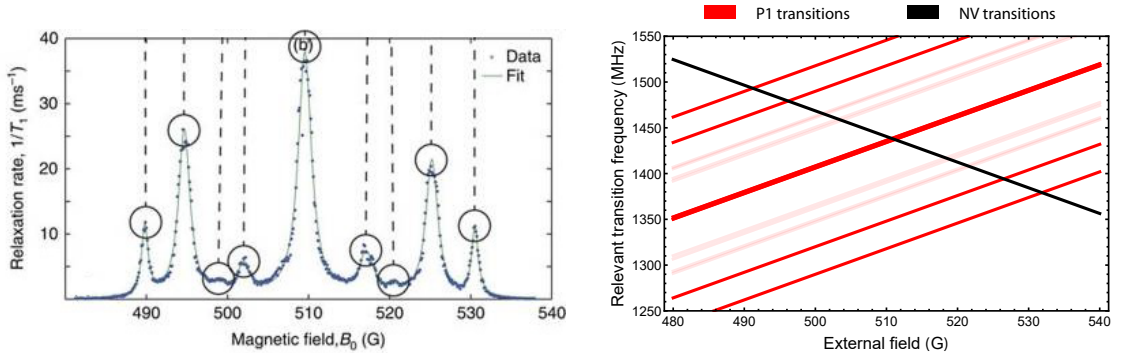 40
30
20
10
Relaxation rate, 1/T₁ (ms⁻¹)
(b)
Data
Fit
490 500 510 520 530 540
Magnetic field, B₀ (G)
P1 transitions NV transitions
1550
1500
1450
1400
1350
1300
1250
Relevant transition frequency (MHz)
480 490 500 510 520 530 540
External field (G)